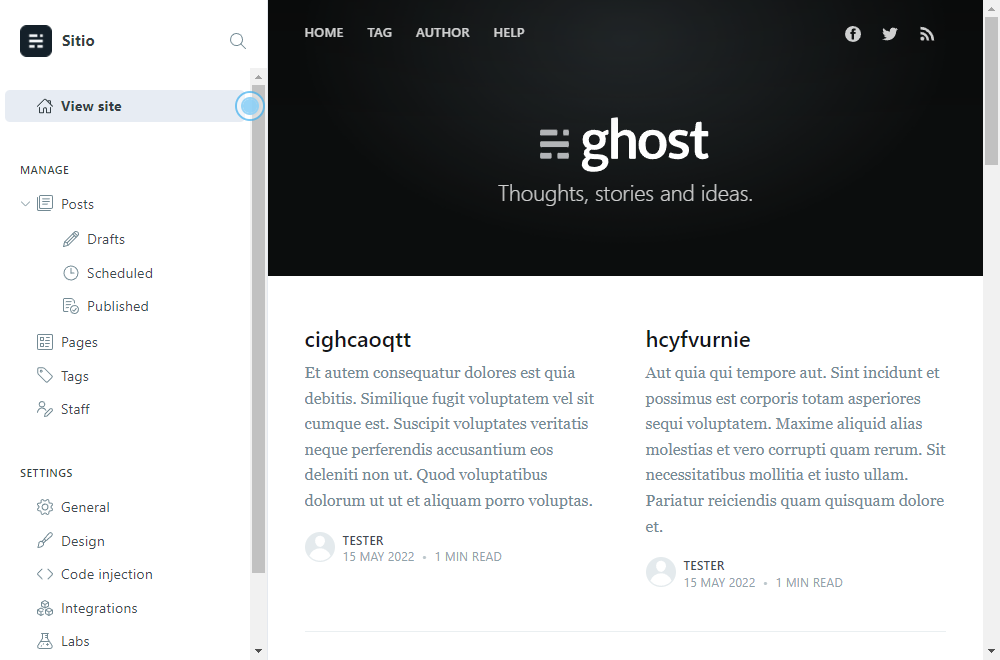 Sitio
View site
MANAGE
Posts
Drafts
Scheduled
Published
Pages
Tags
Staff
SETTINGS
General
Design
Code injection
Integrations
Labs
HOME TAG AUTHOR HELP
ghost
Thoughts, stories and ideas.
cighcaoqtt
Et autem consequatur dolores est quia
debitis. Similique fugit voluptatem vel sit
cumque est. Suscipit voluptates veritatis
neque perferendis accusantium eos
deleniti non ut. Quod voluptatibus
dolorum ut ut et aliquam porro voluptas.
TESTER
15 MAY 2022 • 1 MIN READ
hcyfvurnie
Aut quia qui tempore aut. Sint incidunt et
possimus est corporis totam asperiores
sequi voluptatem. Maxime aliquid alias
molestias et vero corrupti quam rerum. Sit
necessitatibus mollitia et iusto ullam.
Pariatur reiciendis quam quisquam dolore
et.
TESTER
15 MAY 2022 • 1 MIN READ